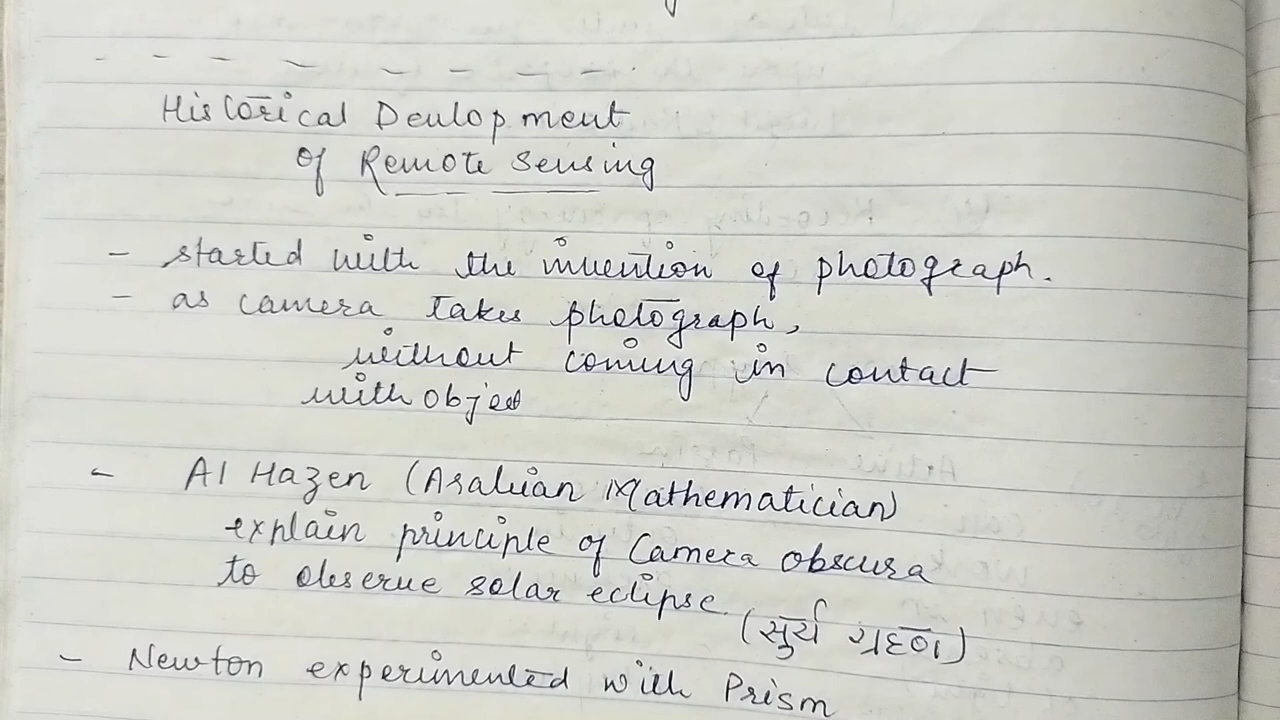 Historical Devlopment
of Remote Sensing
- started with the invention of photograph.
- as camera takes photograph,
without coming in contact
with object
- Al Hazen (Arabian Mathematician)
explain principle of Camera obscura
to observe solar eclipse. (सुर्य ग्रहण)
- Newton experimented with Prism